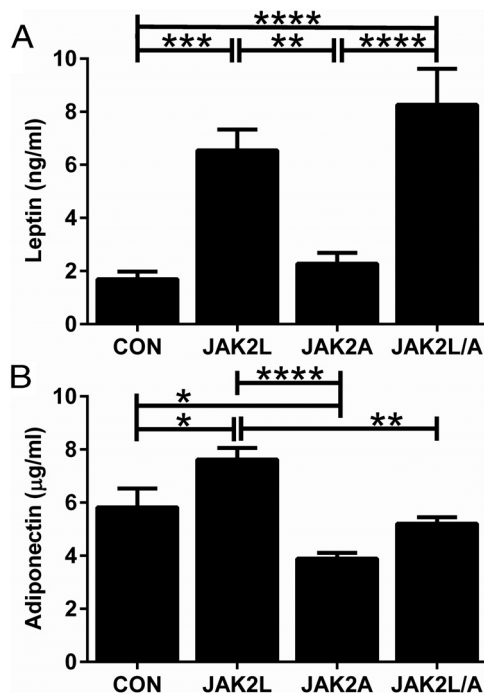 A
****
*** ** ****
Leptin (ng/ml)
10
8
6
4
2
0
CON JAK2L JAK2A JAK2L/A
B
****
*
* **
Adiponectin (μg/ml)
10
8
6
4
2
0
CON JAK2L JAK2A JAK2L/A